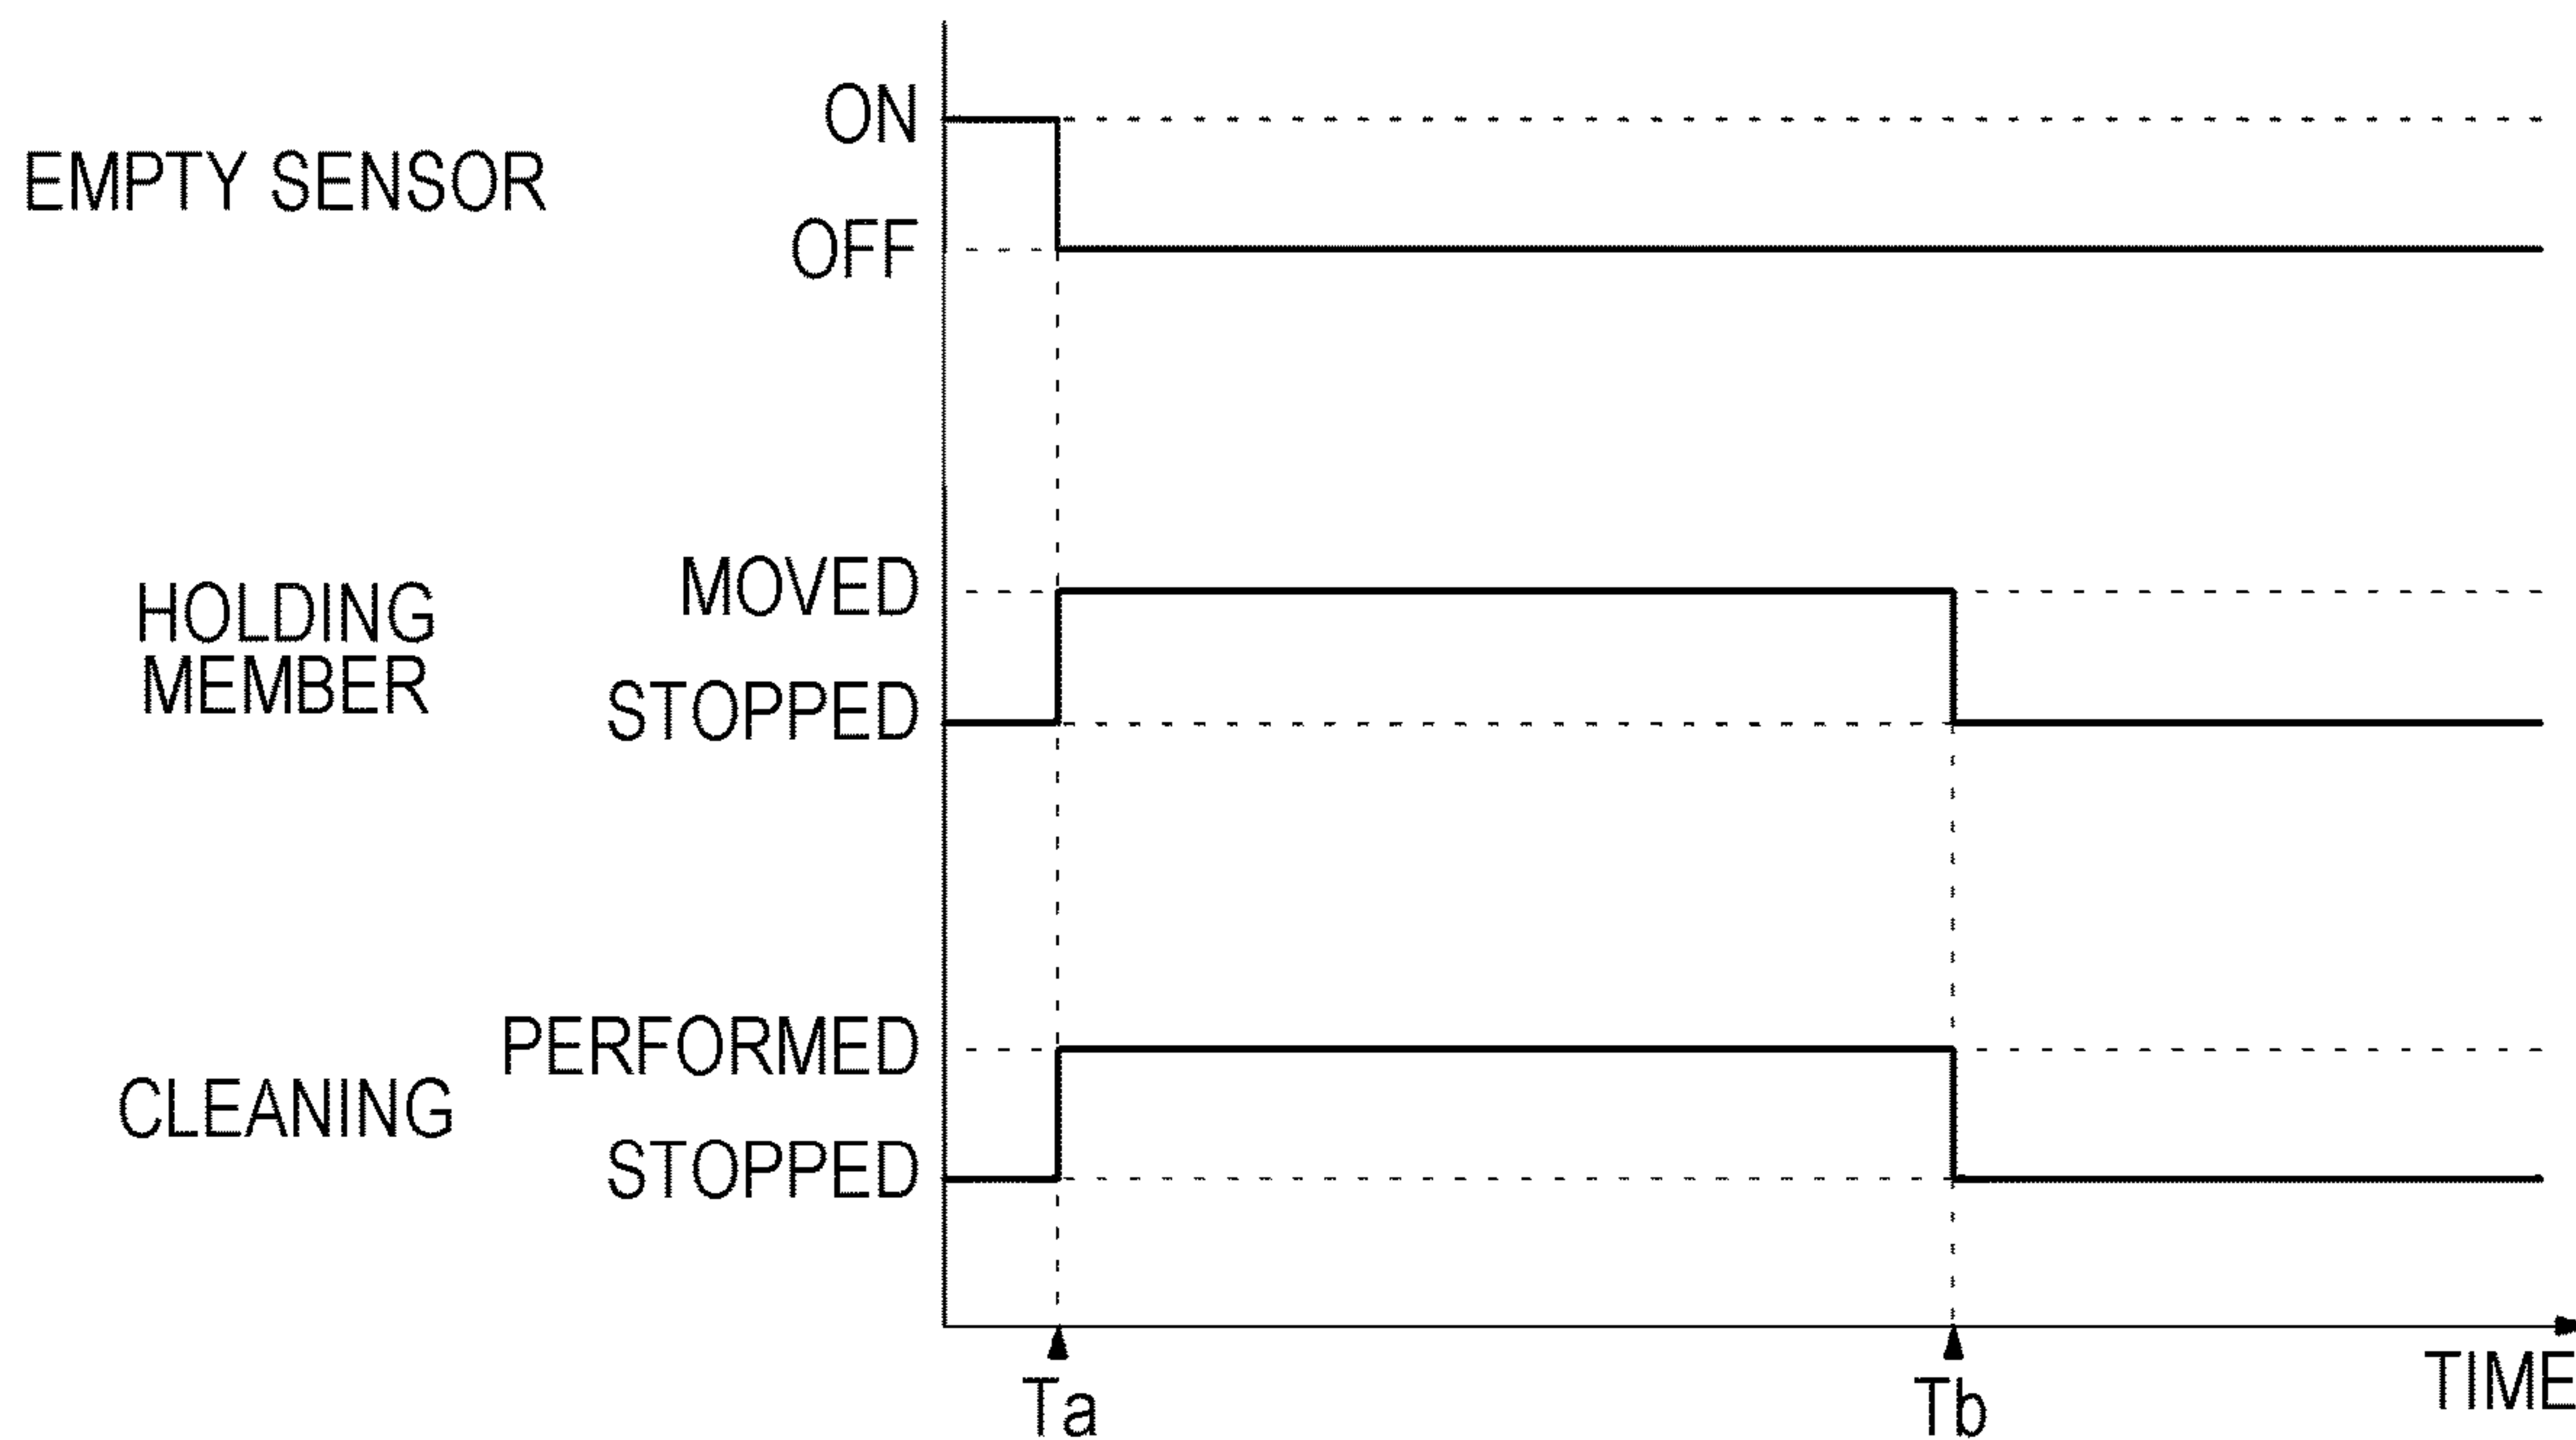 ON
EMPTY SENSOR
OFF
MOVED
HOLDING
MEMBER
STOPPED
PERFORMED
CLEANING
STOPPED
Ta
Tb
TIME